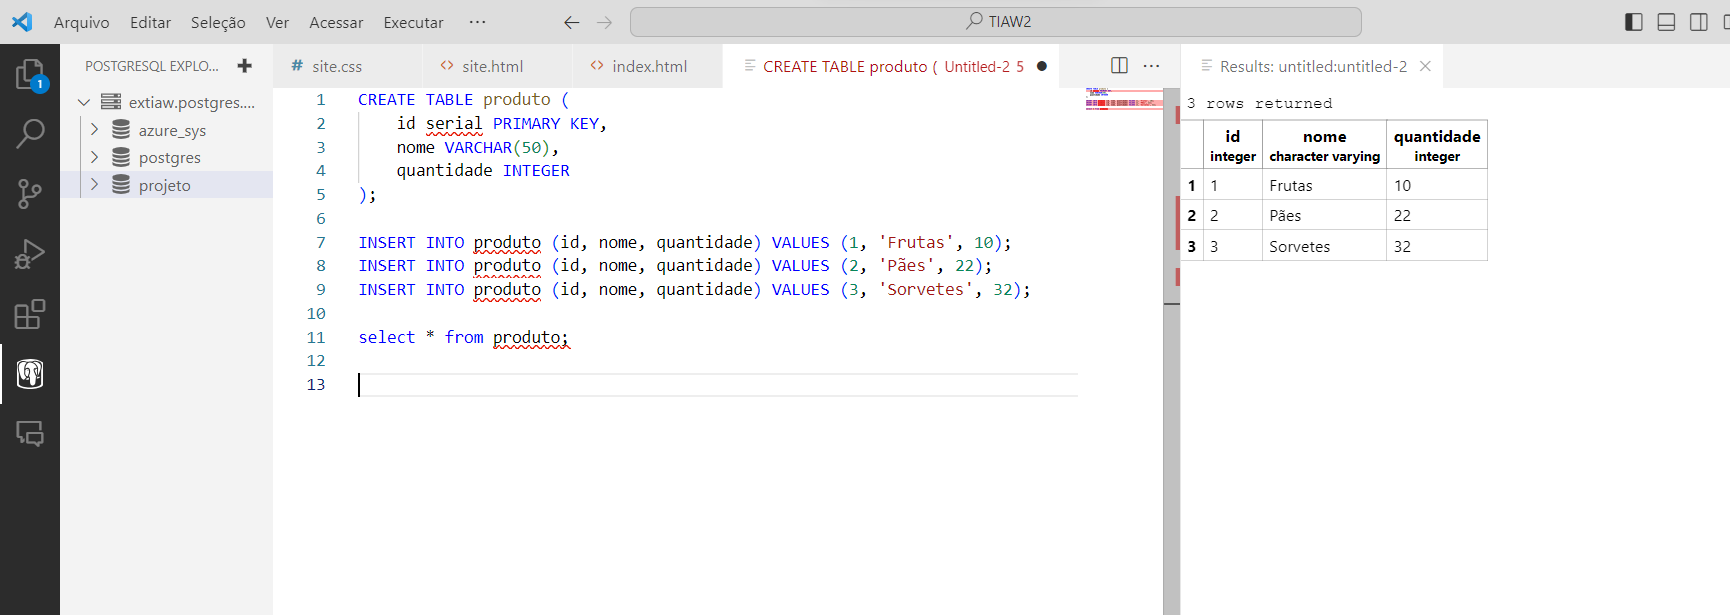 Arquivo Editar Seleção Ver Acessar Executar ··· TIAW2
1
POSTGRESQL EXPLO...
extiaw.postgres....
azure_sys
postgres
projeto
# site.css <> site.html <> index.html CREATE TABLE produto ( Untitled-2 5 ● ···
1 CREATE TABLE produto (
2 id serial PRIMARY KEY,
3 nome VARCHAR(50),
4 quantidade INTEGER
5 );
6
7 INSERT INTO produto (id, nome, quantidade) VALUES (1, 'Frutas', 10);
8 INSERT INTO produto (id, nome, quantidade) VALUES (2, 'Pães', 22);
9 INSERT INTO produto (id, nome, quantidade) VALUES (3, 'Sorvetes', 32);
10
11 select * from produto;
12
13
Results: untitled:untitled-2
3 rows returned
id nome quantidade
integer character varying integer
1 1 Frutas 10
2 2 Pães 22
3 3 Sorvetes 32